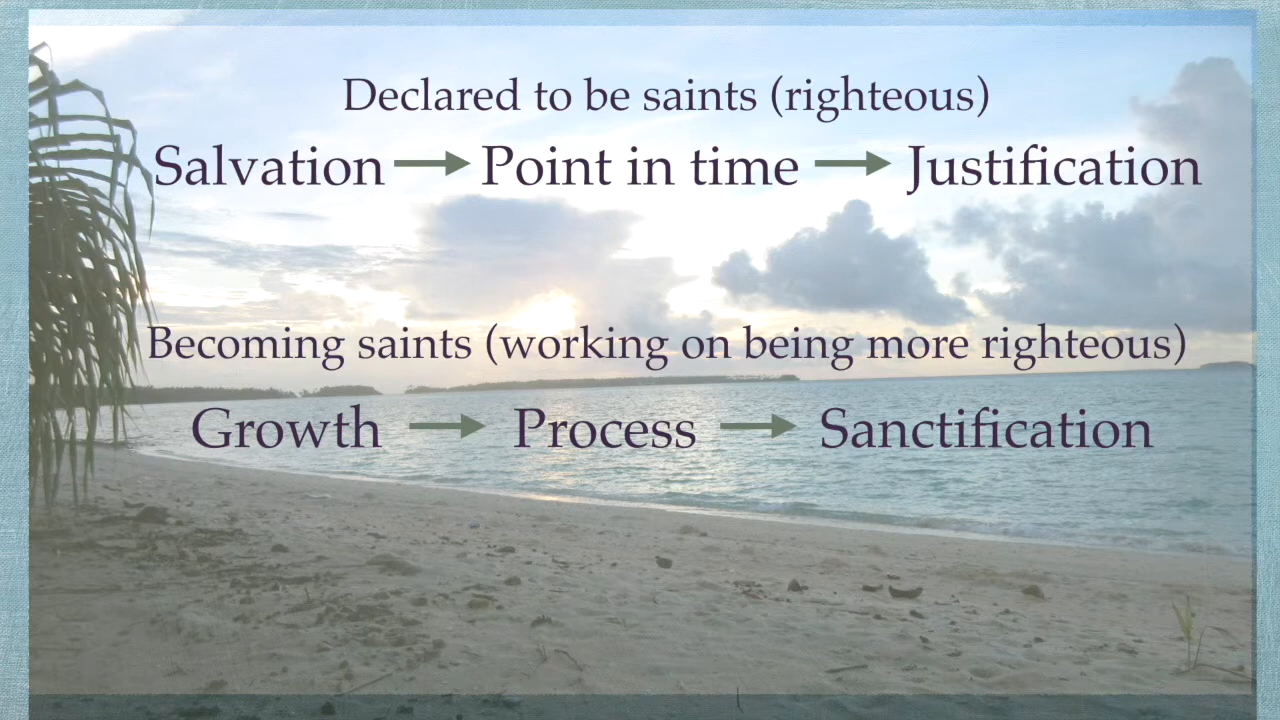 Declared to be saints (righteous)
Salvation → Point in time → Justification
Becoming saints (working on being more righteous)
Growth → Process → Sanctification